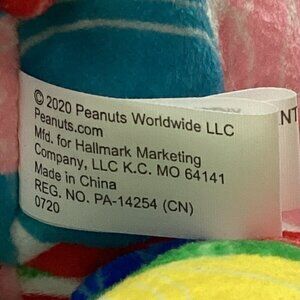 © 2020 Peanuts Worldwide LLC
Peanuts.com
Mfd. for Hallmark Marketing
Company, LLC K.C. MO 64141
Made in China
REG. NO. PA-14254 (CN)
0720
NT